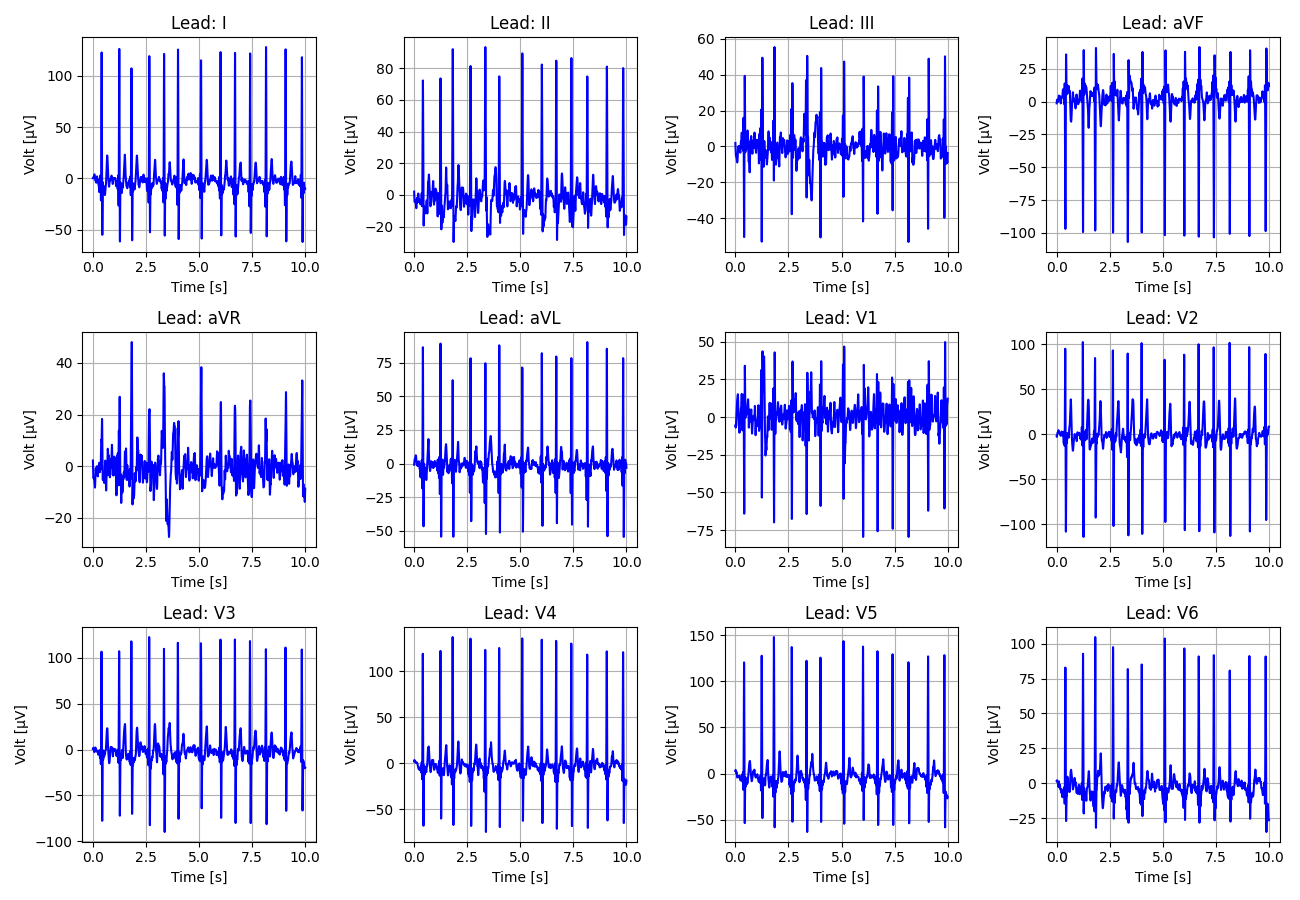 Lead: I
Volt [µV]
100
50
0
−50
0.0 2.5 5.0 7.5 10.0
Time [s]
Lead: II
Volt [µV]
80
60
40
20
0
−20
0.0 2.5 5.0 7.5 10.0
Time [s]
Lead: III
Volt [µV]
60
40
20
0
−20
−40
0.0 2.5 5.0 7.5 10.0
Time [s]
Lead: aVF
Volt [µV]
25
0
−25
−50
−75
−100
0.0 2.5 5.0 7.5 10.0
Time [s]
Lead: aVR
Volt [µV]
40
20
0
−20
0.0 2.5 5.0 7.5 10.0
Time [s]
Lead: aVL
Volt [µV]
75
50
25
0
−25
−50
0.0 2.5 5.0 7.5 10.0
Time [s]
Lead: V1
Volt [µV]
50
25
0
−25
−50
−75
0.0 2.5 5.0 7.5 10.0
Time [s]
Lead: V2
Volt [µV]
100
50
0
−50
−100
0.0 2.5 5.0 7.5 10.0
Time [s]
Lead: V3
Volt [µV]
100
50
0
−50
−100
0.0 2.5 5.0 7.5 10.0
Time [s]
Lead: V4
Volt [µV]
100
50
0
−50
0.0 2.5 5.0 7.5 10.0
Time [s]
Lead: V5
Volt [µV]
150
100
50
0
−50
0.0 2.5 5.0 7.5 10.0
Time [s]
Lead: V6
Volt [µV]
100
75
50
25
0
−25
0.0 2.5 5.0 7.5 10.0
Time [s]